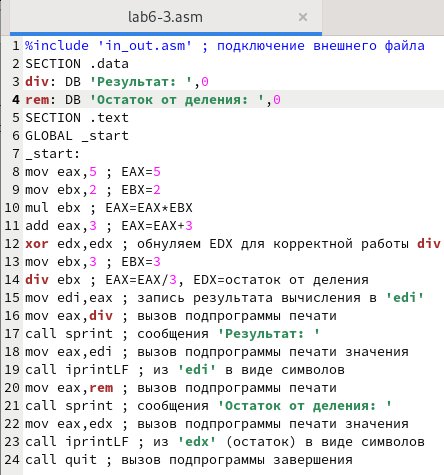 lab6-3.asm ×
1 %include 'in_out.asm' ; подключение внешнего файла
2 SECTION .data
3 div: DB 'Результат: ',0
4 rem: DB 'Остаток от деления: ',0
5 SECTION .text
6 GLOBAL _start
7 _start:
8 mov eax,5 ; EAX=5
9 mov ebx,2 ; EBX=2
10 mul ebx ; EAX=EAX*EBX
11 add eax,3 ; EAX=EAX+3
12 xor edx,edx ; обнуляем EDX для корректной работы div
13 mov ebx,3 ; EBX=3
14 div ebx ; EAX=EAX/3, EDX=остаток от деления
15 mov edi,eax ; запись результата вычисления в 'edi'
16 mov eax,div ; вызов подпрограммы печати
17 call sprint ; сообщения 'Результат: '
18 mov eax,edi ; вызов подпрограммы печати значения
19 call iprintLF ; из 'edi' в виде символов
20 mov eax,rem ; вызов подпрограммы печати
21 call sprint ; сообщения 'Остаток от деления: '
22 mov eax,edx ; вызов подпрограммы печати значения
23 call iprintLF ; из 'edx' (остаток) в виде символов
24 call quit ; вызов подпрограммы завершения